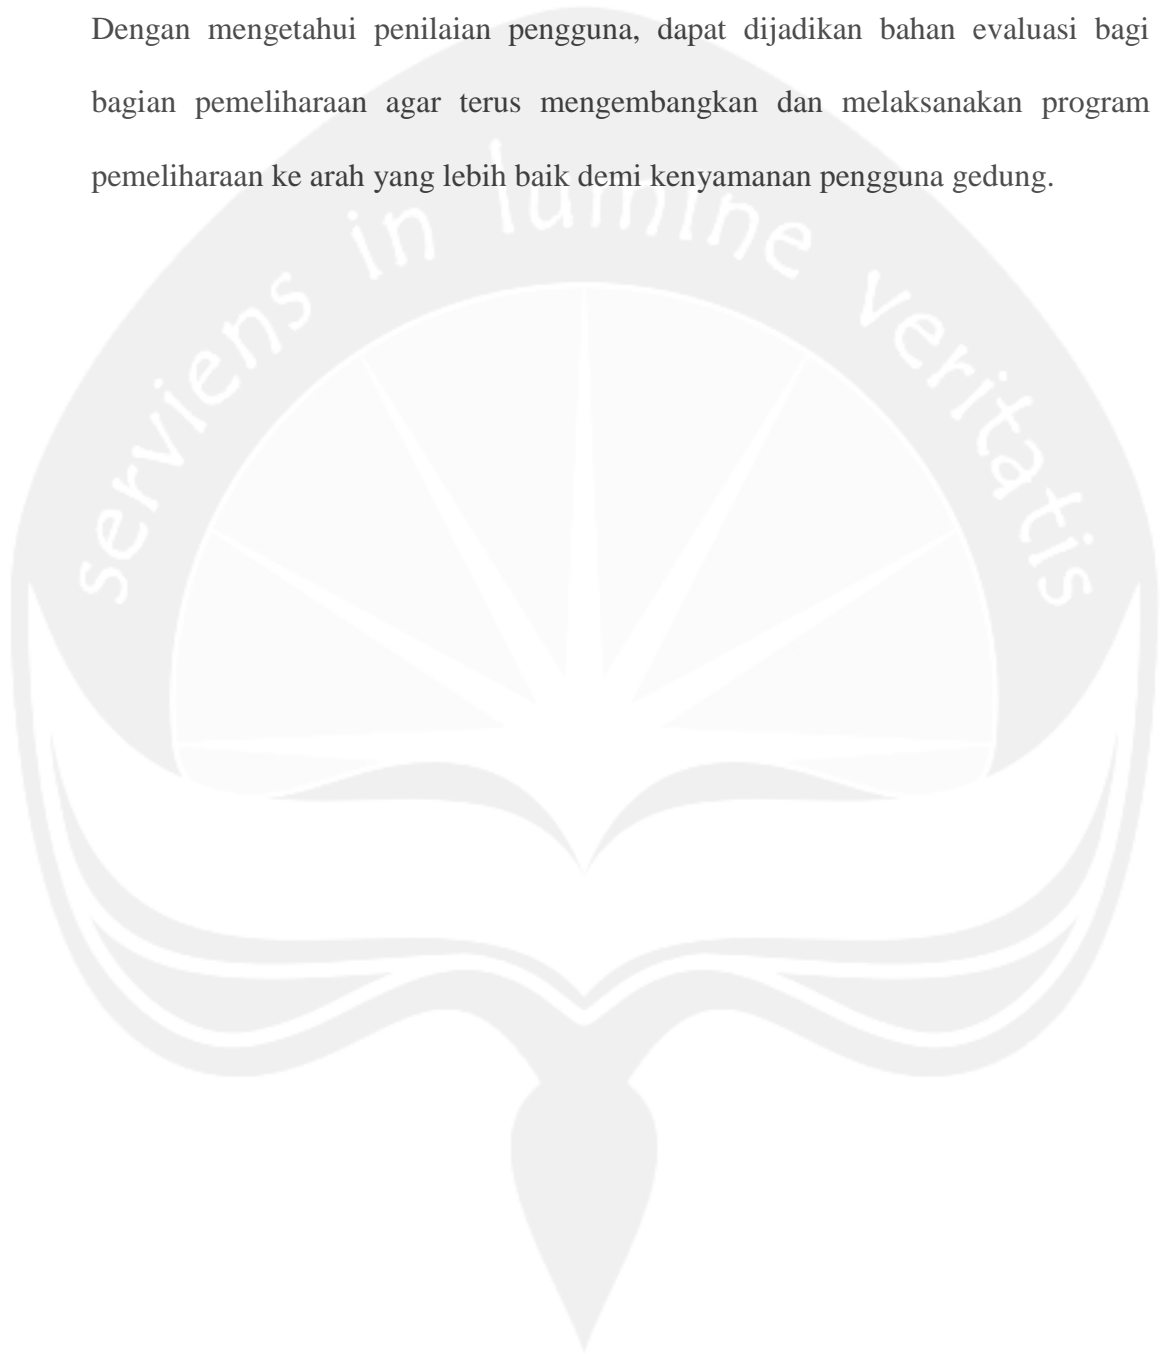 Dengan mengetahui penilaian pengguna, dapat dijadikan bahan evaluasi bagi
bagian pemeliharaan agar terus mengembangkan dan melaksanakan program
pemeliharaan ke arah yang lebih baik demi kenyamanan pengguna gedung.
serviens in lumine veritatis